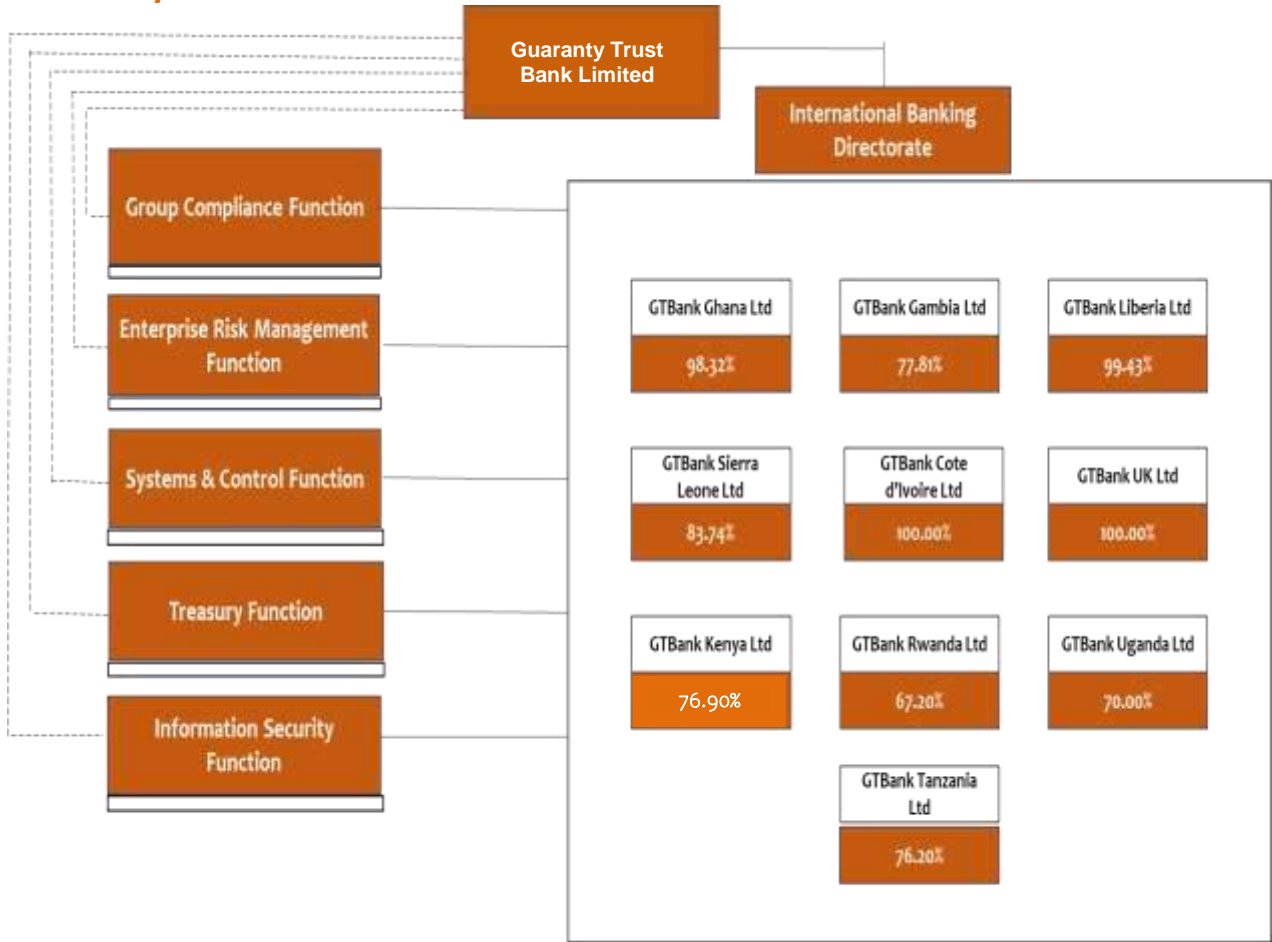 Guaranty Trust
Bank Limited
International Banking
Directorate
Group Compliance Function
Enterprise Risk Management
Function
Systems & Control Function
Treasury Function
Information Security
Function
GTBank Ghana Ltd
98.32%
GTBank Gambia Ltd
77.81%
GTBank Liberia Ltd
99.43%
GTBank Sierra
Leone Ltd
83.74%
GTBank Cote
d'Ivoire Ltd
100.00%
GTBank UK Ltd
100.00%
GTBank Kenya Ltd
76.90%
GTBank Rwanda Ltd
67.20%
GTBank Uganda Ltd
70.00%
GTBank Tanzania
Ltd
76.20%